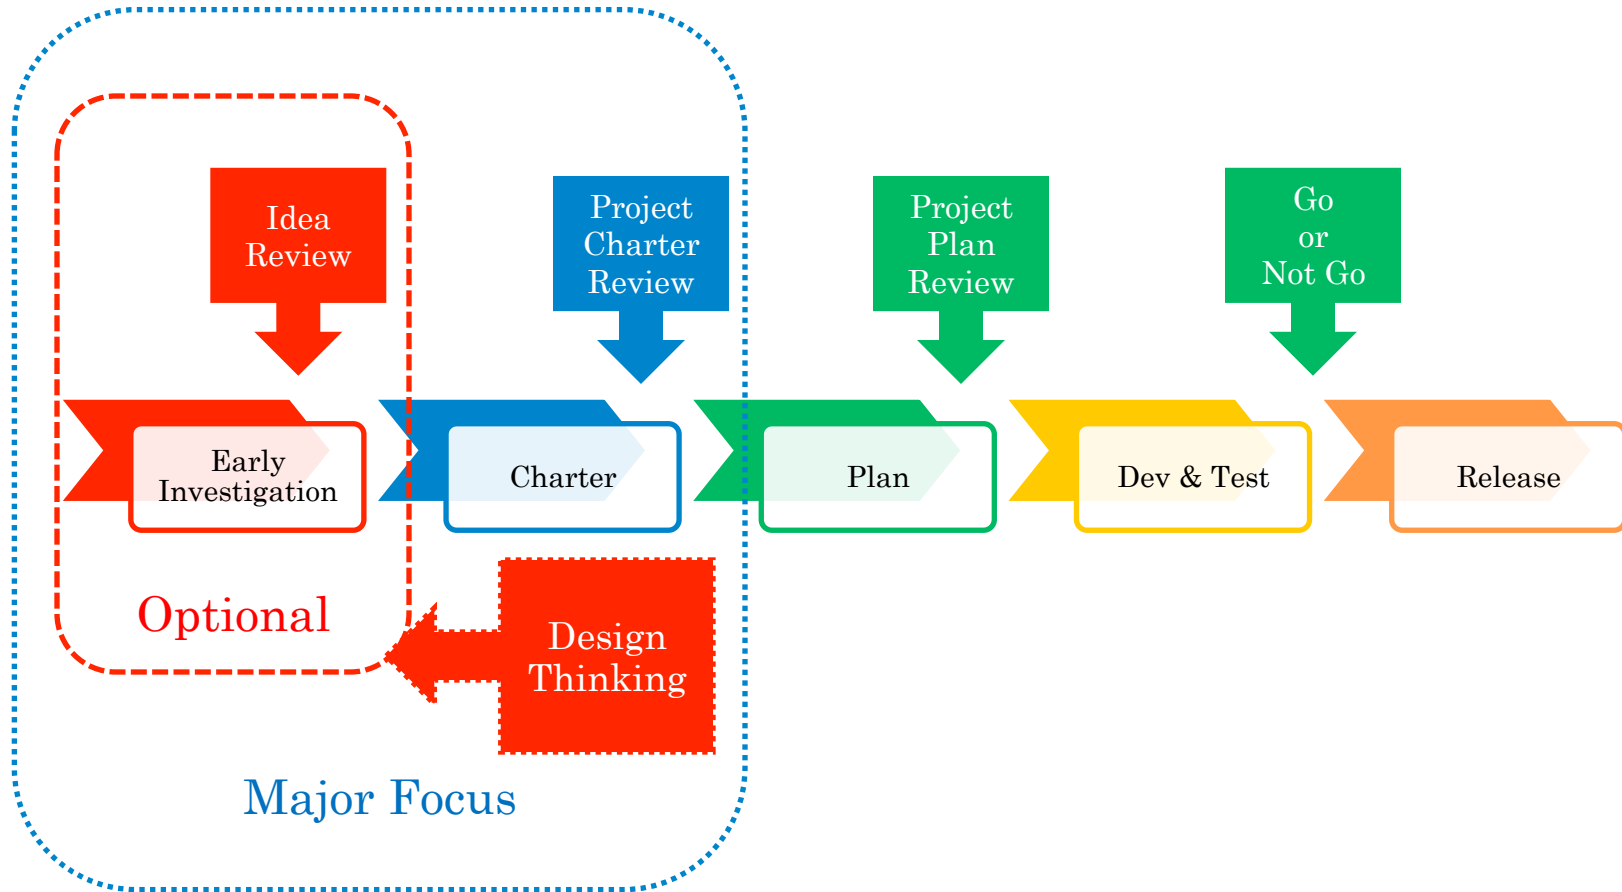 Idea
Review
Project
Charter
Review
Project
Plan
Review
Go
or
Not Go
Early
Investigation
Charter
Plan
Dev & Test
Release
Optional
Design
Thinking
Major Focus